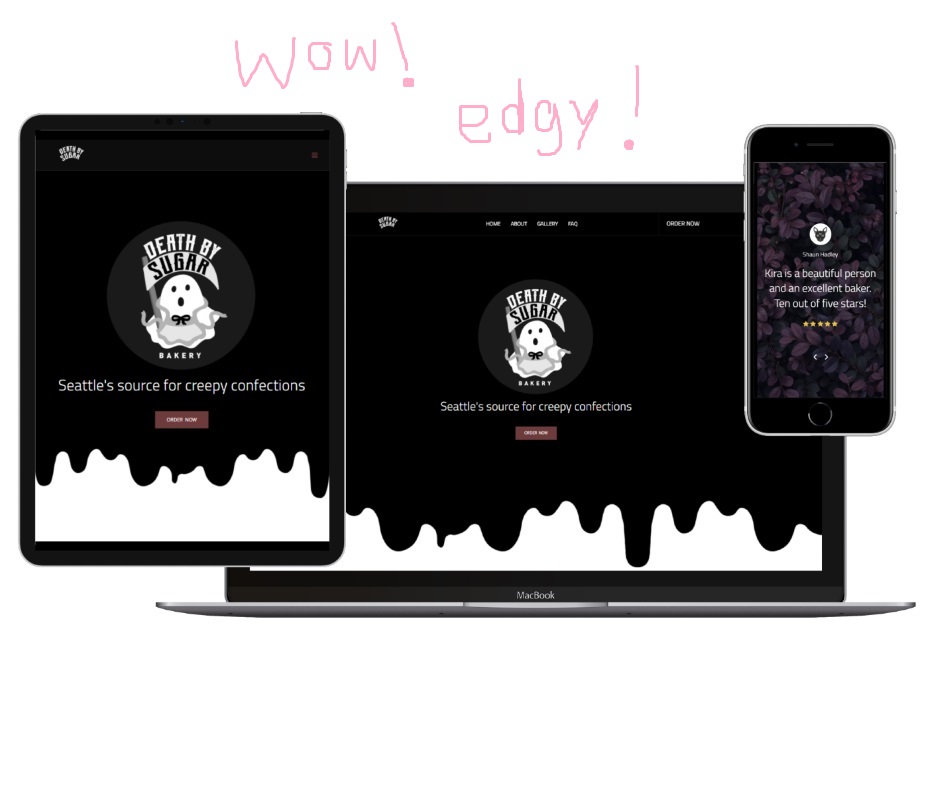 Wow!
edgy!
DEATH BY
SUGAR
DEATH BY
SUGAR
BAKERY
Seattle's source for creepy confections
ORDER NOW
DEATH BY
SUGAR
HOME ABOUT GALLERY FAQ ORDER NOW
DEATH BY
SUGAR
BAKERY
Seattle's source for creepy confections
ORDER NOW
MacBook
Shaun Hadley
Kira is a beautiful person
and an excellent baker.
Ten out of five stars!